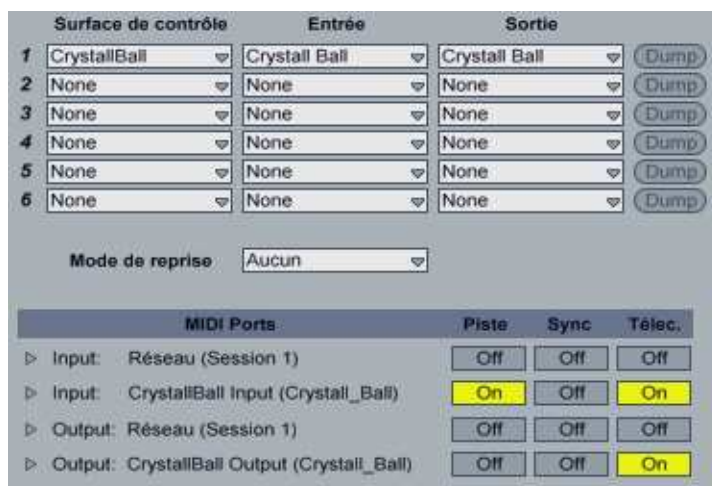 Surface de contrôle Entrée Sortie
1 CrystallBall Crystall Ball Crystall Ball Dump
2 None None None Dump
3 None None None Dump
4 None None None Dump
5 None None None Dump
6 None None None Dump
Mode de reprise Aucun
MIDI Ports Piste Sync Télec.
Input: Réseau (Session 1) Off Off Off
Input: CrystallBall Input (Crystall_Ball) On Off On
Output: Réseau (Session 1) Off Off Off
Output: CrystallBall Output (Crystall_Ball) Off Off On